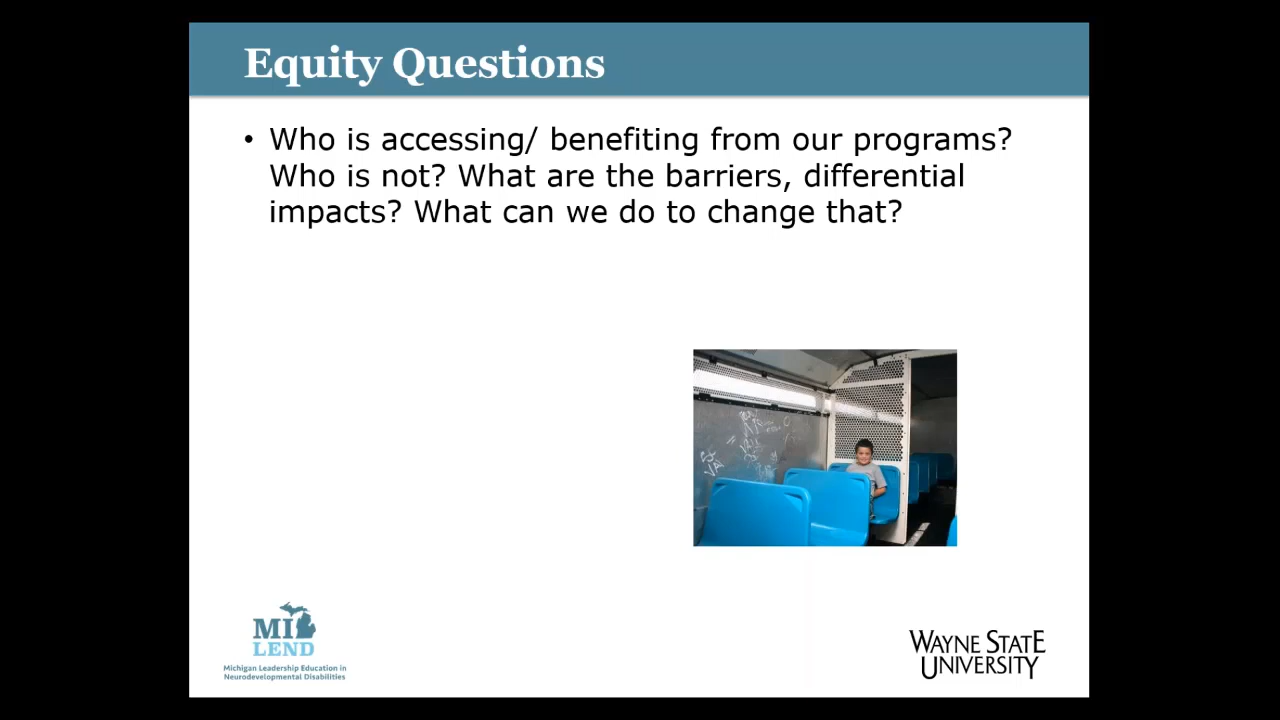 Equity Questions
• Who is accessing/ benefiting from our programs?
Who is not? What are the barriers, differential
impacts? What can we do to change that?
MI
LEND
Michigan Leadership Education in
Neurodevelopmental Disabilities
WAYNE STATE
UNIVERSITY